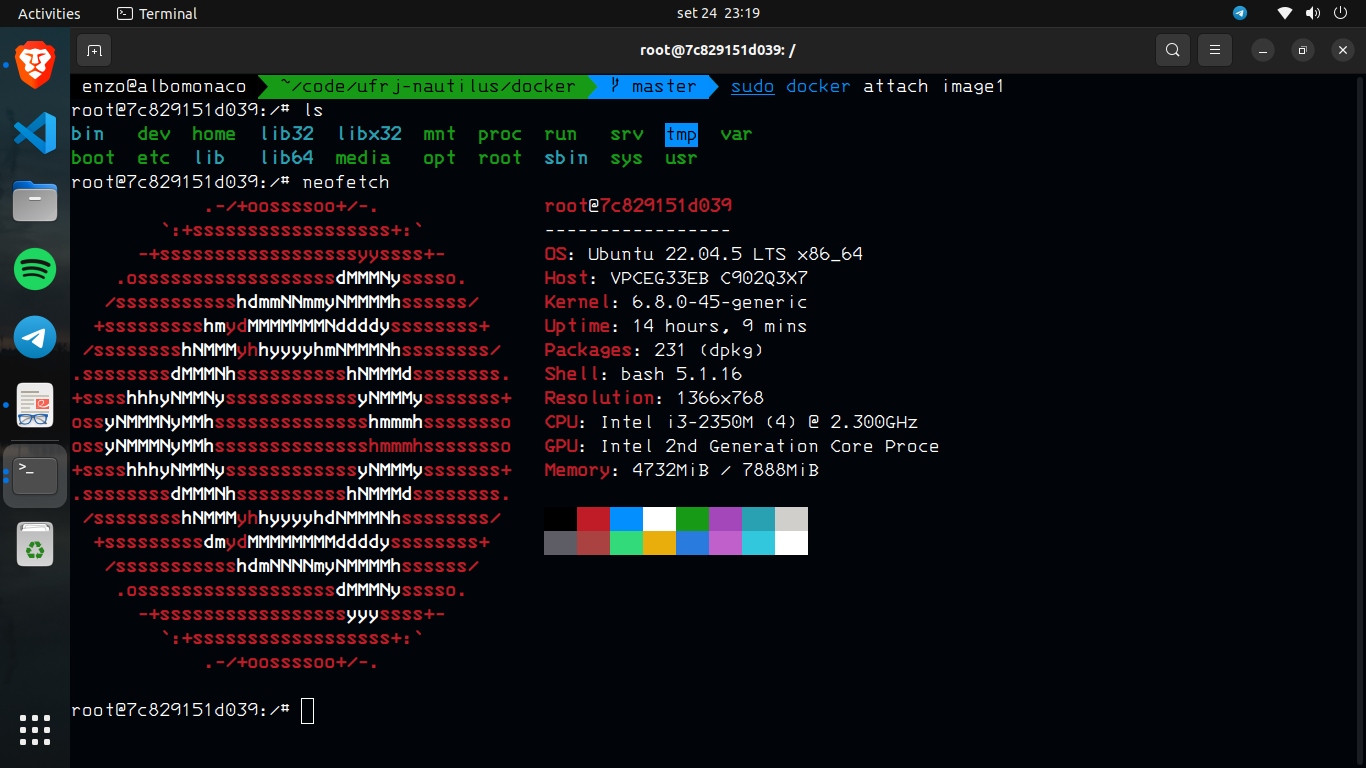 Activities
Terminal
set 24 23:19
root@7c829151d039: /
enzo@albomonaco ~/code/ufrj-nautilus/docker master sudo docker attach image1
root@7c829151d039:/# ls
bin dev home lib32 libx32 mnt proc run srv tmp var
boot etc lib lib64 media opt root sbin sys usr
root@7c829151d039:/# neofetch
.-/+oossssoo+/-. root@7c829151d039
`:+ssssssssssssssssss+:` -----------------
-+ssssssssssssssssssyyssss+- OS: Ubuntu 22.04.5 LTS x86_64
.ossssssssssssssssssdMMMNysssso. Host: VPCEG33EB C902Q3X7
/ssssssssssshdmmNNmmyNMMMMhssssss/ Kernel: 6.8.0-45-generic
+ssssssssshmydMMMMMMMNddddyssssssss+ Uptime: 14 hours, 9 mins
/sssssssshNMMMyhhyyyyhmNMMMNhssssssss/ Packages: 231 (dpkg)
.ssssssssdMMMNhsssssssssshNMMMdssssssss. Shell: bash 5.1.16
+sssshhhyNMMNyssssssssssssyNMMMysssssss+ Resolution: 1366x768
ossyNMMMNyMMhsssssssssssssshmmmhssssssso CPU: Intel i3-2350M (4) @ 2.300GHz
ossyNMMMNyMMhsssssssssssssshmmmhssssssso GPU: Intel 2nd Generation Core Proce
+sssshhhyNMMNyssssssssssssyNMMMysssssss+ Memory: 4732MiB / 7888MiB
.ssssssssdMMMNhsssssssssshNMMMdssssssss.
/sssssssshNMMMyhhyyyyhdNMMMNhssssssss/
+sssssssssdmydMMMMMMMMddddyssssssss+
/ssssssssssshdmNNNNmyNMMMMhssssss/
.ossssssssssssssssssdMMMNysssso.
-+sssssssssssssssssyyyssss+-
`:+ssssssssssssssssss+:`
.-/+oossssoo+/-.
root@7c829151d039:/#